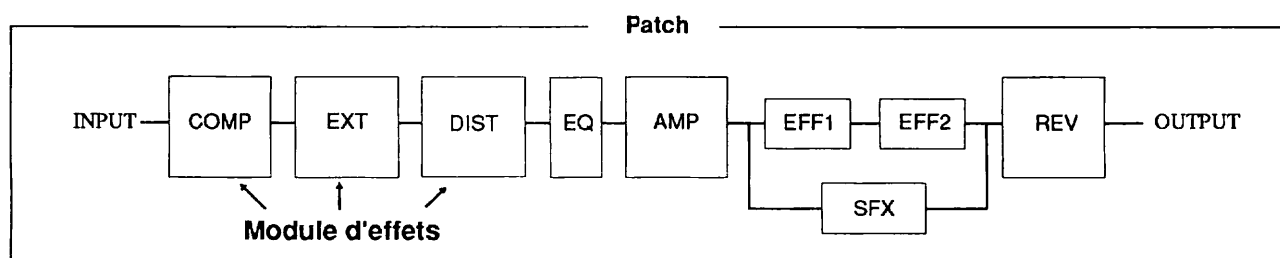 Patch
INPUT COMP EXT DIST EQ AMP EFF1 EFF2 REV OUTPUT
SFX
Module d'effets